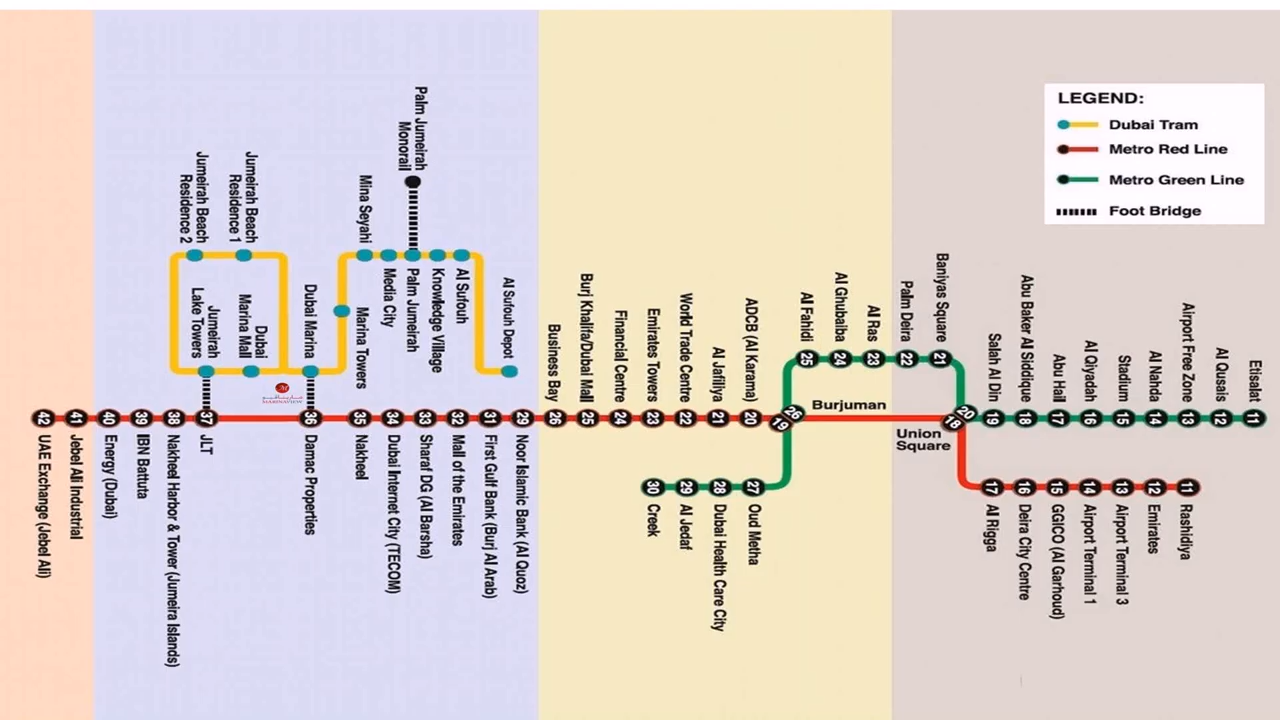 LEGEND:
Dubai Tram
Metro Red Line
Metro Green Line
Foot Bridge
Palm Jumeirah
Monorail
Jumeirah Beach
Residence 2
Jumeirah Beach
Residence 1
Mina Seyahi
Jumeirah
Lake Towers
Dubai
Marina Mall
Dubai Marina
Marina Towers
Media City
Palm Jumeirah
Knowledge Village
Al Sufouh
Al Sufouh Depot
MARINAVIEW
Business Bay
Burj Khalifa/Dubai Mall
Financial Centre
Emirates Towers
World Trade Centre
Al Jafiliya
ADCB (Al Karama)
Al Fahidi
Al Ghubaiba
Al Ras
Palm Deira
Baniyas Square
25
24
23
22
21
Salah Al Din
Abu Baker Al Siddique
Abu Hail
Al Qiyadah
Stadium
Al Nahda
Airport Free Zone
Al Qusais
Etisalat
Burjuman
Union
Square
42
41
40
39
38
37
36
35
34
33
32
31
29
26
25
24
23
22
21
20
19
26
18
20
19
18
17
16
15
14
13
12
11
UAE Exchange (Jebel Ali)
Jebel Ali Industrial
Energy (Dubai)
IBN Battuta
Nakheel Harbor & Tower (Jumeira Islands)
JLT
Damac Properties
Nakheel
Dubai Internet City (TECOM)
Sharaf DG (Al Barsha)
Mall of the Emirates
First Gulf Bank (Burj Al Arab)
Noor Islamic Bank (Al Quoz)
30
29
28
27
Creek
Al Jedaf
Dubai Health Care City
Oud Metha
17
16
15
14
13
12
11
Al Rigga
Deira City Centre
GGICO (Al Garhoud)
Airport Terminal 1
Airport Terminal 3
Emirates
Rashidiya